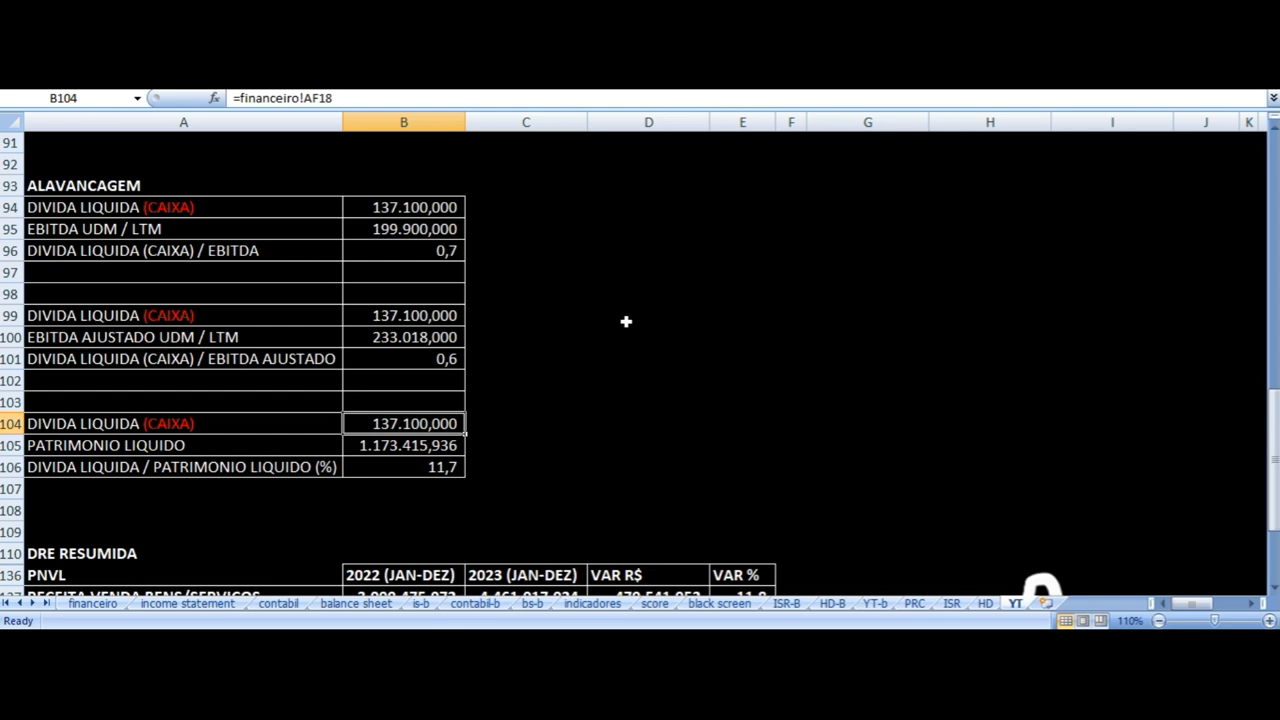 B104 fx =financeiro!AF18
A B C D E F G H I J K
91
92
93 ALAVANCAGEM
94 DIVIDA LIQUIDA (CAIXA) 137.100,000
95 EBITDA UDM / LTM 199.900,000
96 DIVIDA LIQUIDA (CAIXA) / EBITDA 0,7
97
98
99 DIVIDA LIQUIDA (CAIXA) 137.100,000
100 EBITDA AJUSTADO UDM / LTM 233.018,000
101 DIVIDA LIQUIDA (CAIXA) / EBITDA AJUSTADO 0,6
102
103
104 DIVIDA LIQUIDA (CAIXA) 137.100,000
105 PATRIMONIO LIQUIDO 1.173.415,936
106 DIVIDA LIQUIDA / PATRIMONIO LIQUIDO (%) 11,7
107
108
109
110 DRE RESUMIDA
136 PNVL 2022 (JAN-DEZ) 2023 (JAN-DEZ) VAR R$ VAR %
RECEITA VENDA BENS/SERVIÇOS
financeiro income statement contabil balance sheet is-b contabil-b bs-b indicadores score black screen ISR-B HD-B YT-b PRC ISR HD YT
Ready 110%